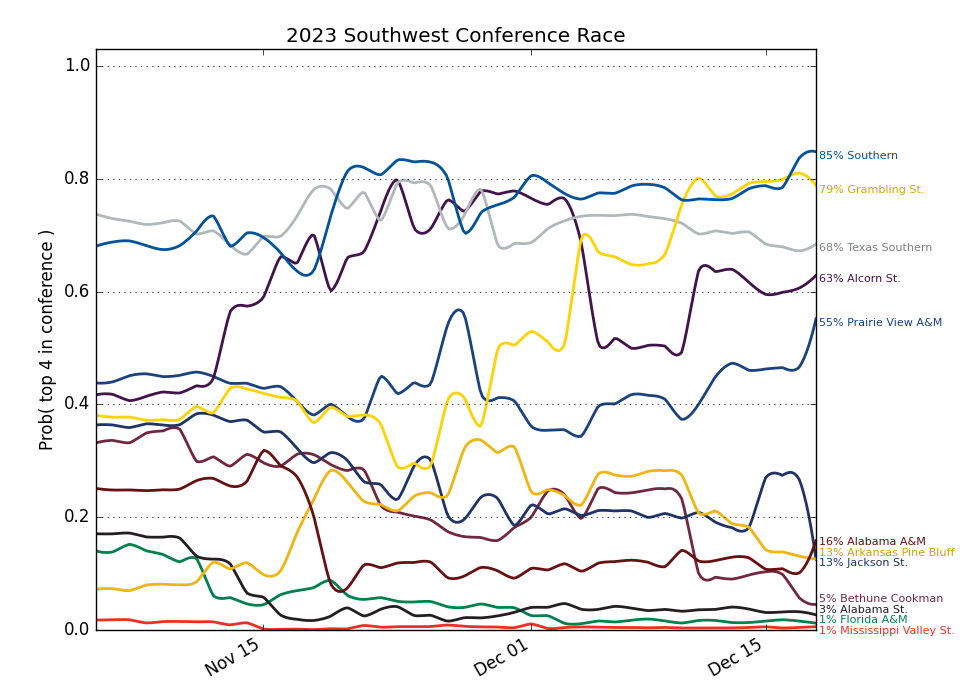 2023 Southwest Conference Race
Prob( top 4 in conference )
1.0
0.8
0.6
0.4
0.2
0.0
Nov 15
Dec 01
Dec 15
85% Southern
79% Grambling St.
68% Texas Southern
63% Alcorn St.
55% Prairie View A&M
16% Alabama A&M
13% Arkansas Pine Bluff
13% Jackson St.
5% Bethune Cookman
3% Alabama St.
1% Florida A&M
1% Mississippi Valley St.